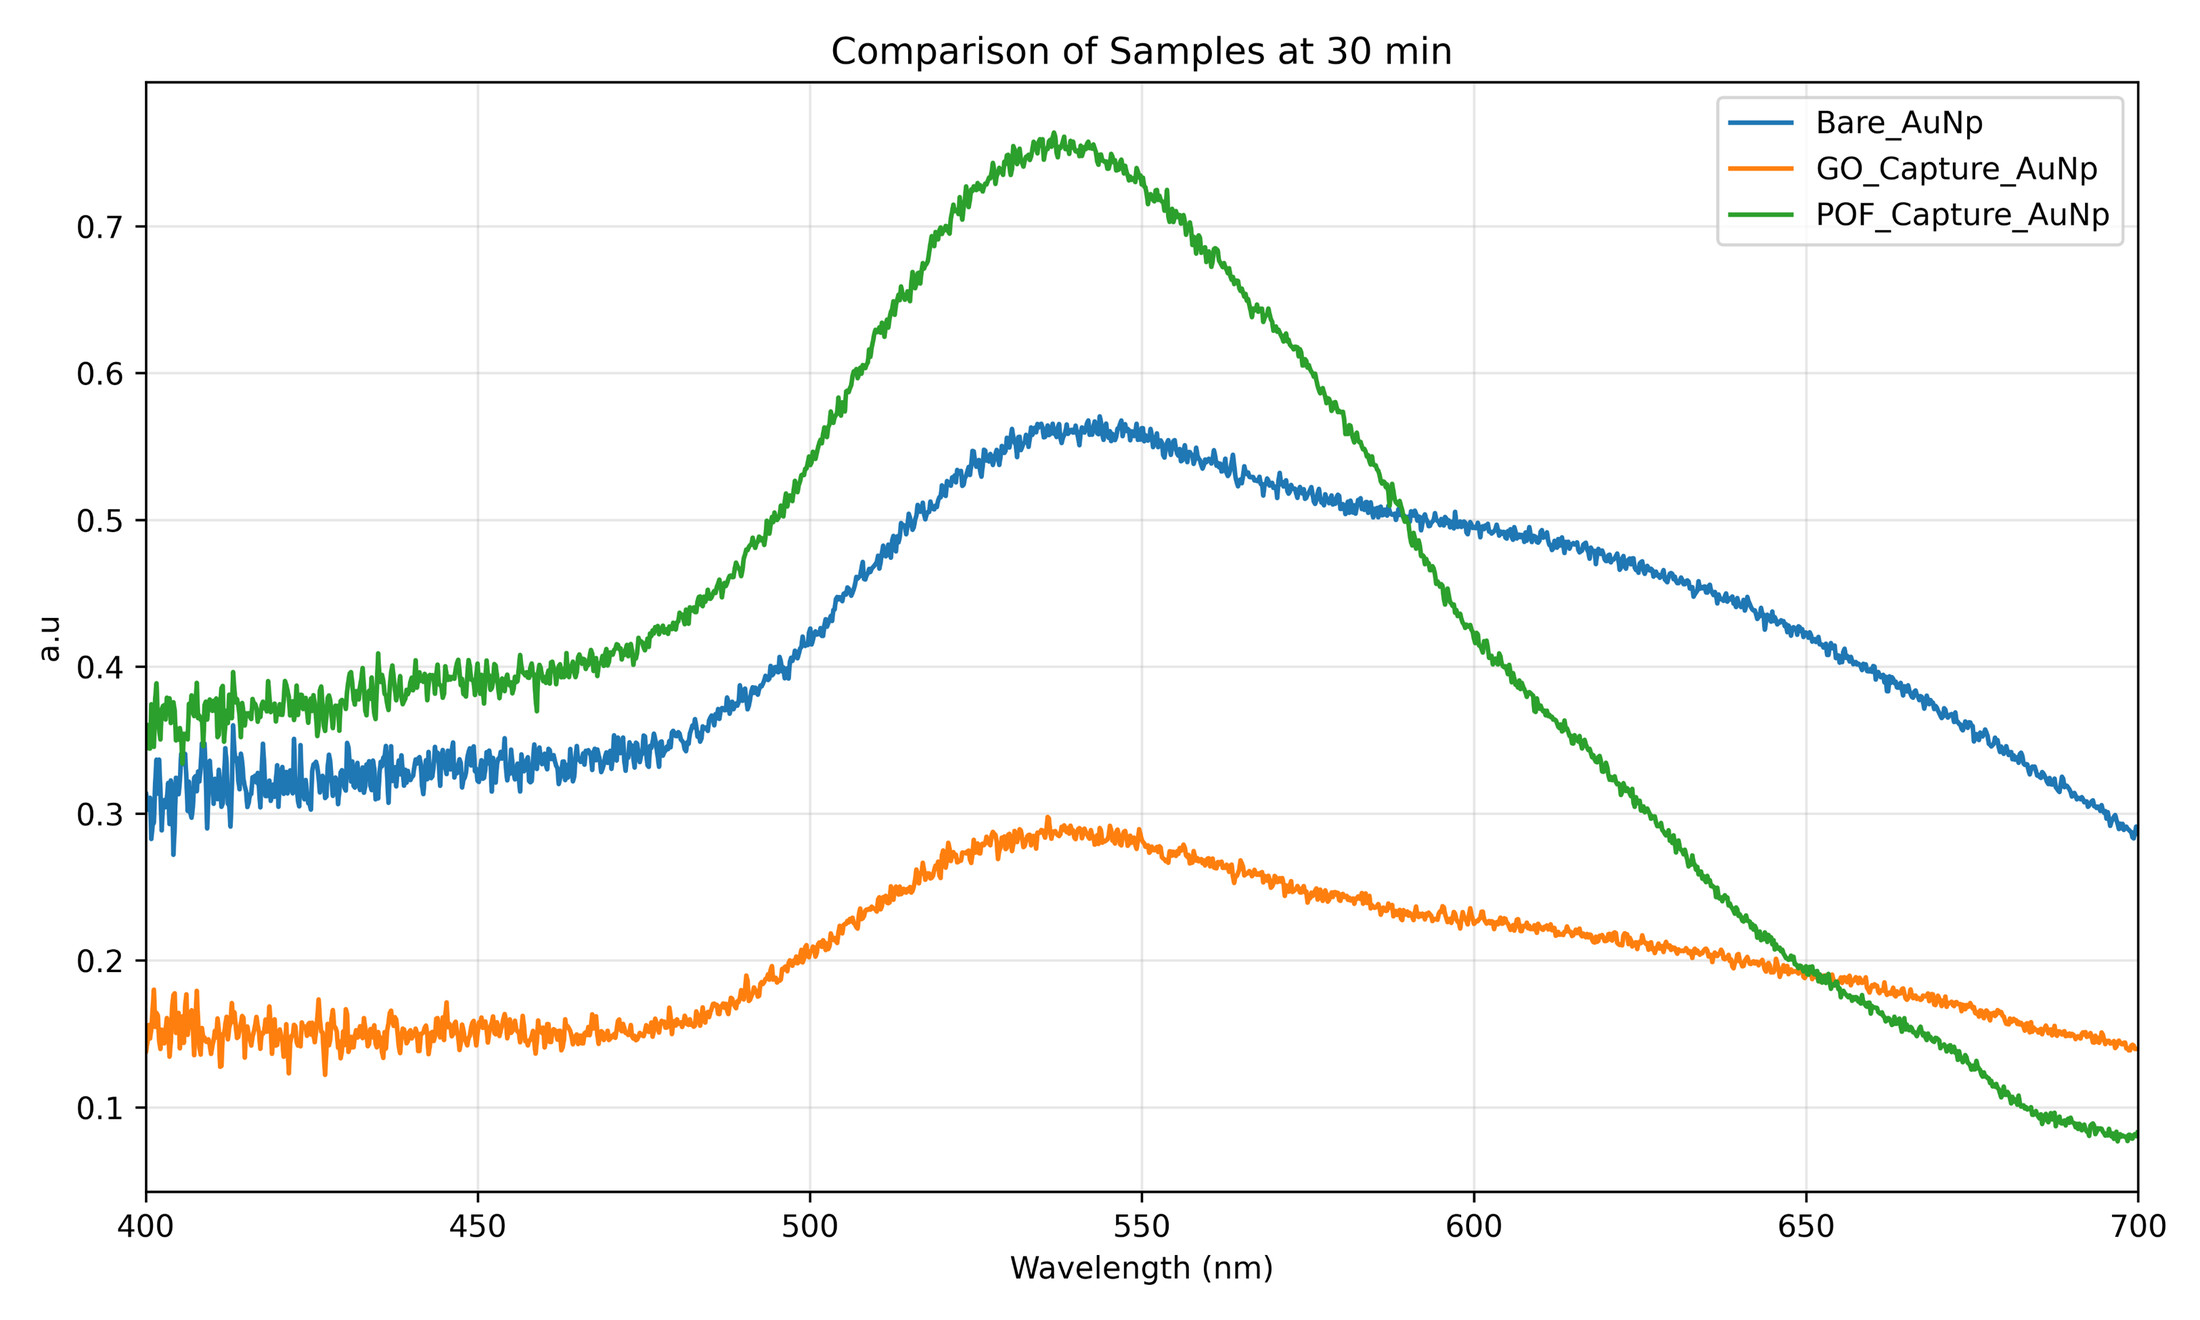 Comparison of Samples at 30 min
Bare_AuNp
GO_Capture_AuNp
POF_Capture_AuNp
a.u
0.7
0.6
0.5
0.4
0.3
0.2
0.1
400 450 500 550 600 650 700
Wavelength (nm)